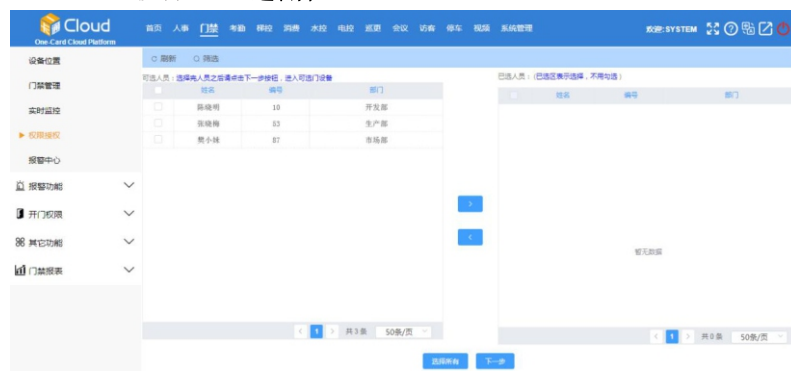 Cloud
One-Card Cloud Platform
首页 人事 门禁 考勤 梯控 消费 水控 电控 巡更 会议 访客 停车 视频 系统管理
欢迎:SYSTEM
设备位置
门禁管理
实时监控
权限授权
报警中心
报警功能
开门权限
其它功能
门禁报表
刷新 筛选
可选人员：选择完人员之后请点击下一步按钮，进入可选门设备
姓名 编号 部门
陈晓明 10 开发部
张晓梅 03 生产部
樊小妹 07 市场部
< 1 > 共 3 条 50条/页
>
<
已选人员：(已选区表示选择，不用勾选)
姓名 编号 部门
暂无数据
< 1 > 共 0 条 50条/页
选择所有 下一步